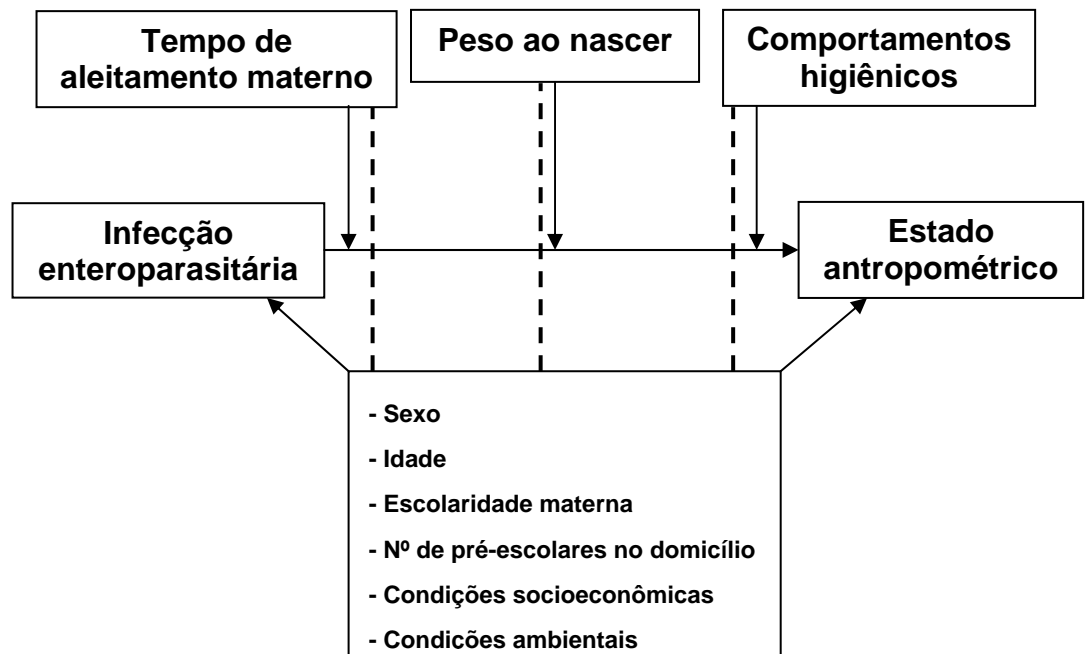 Tempo de
aleitamento materno
Peso ao nascer
Comportamentos
higiênicos
Infecção
enteroparasitária
Estado
antropométrico
- Sexo
- Idade
- Escolaridade materna
- Nº de pré-escolares no domicílio
- Condições socioeconômicas
- Condicões ambientais